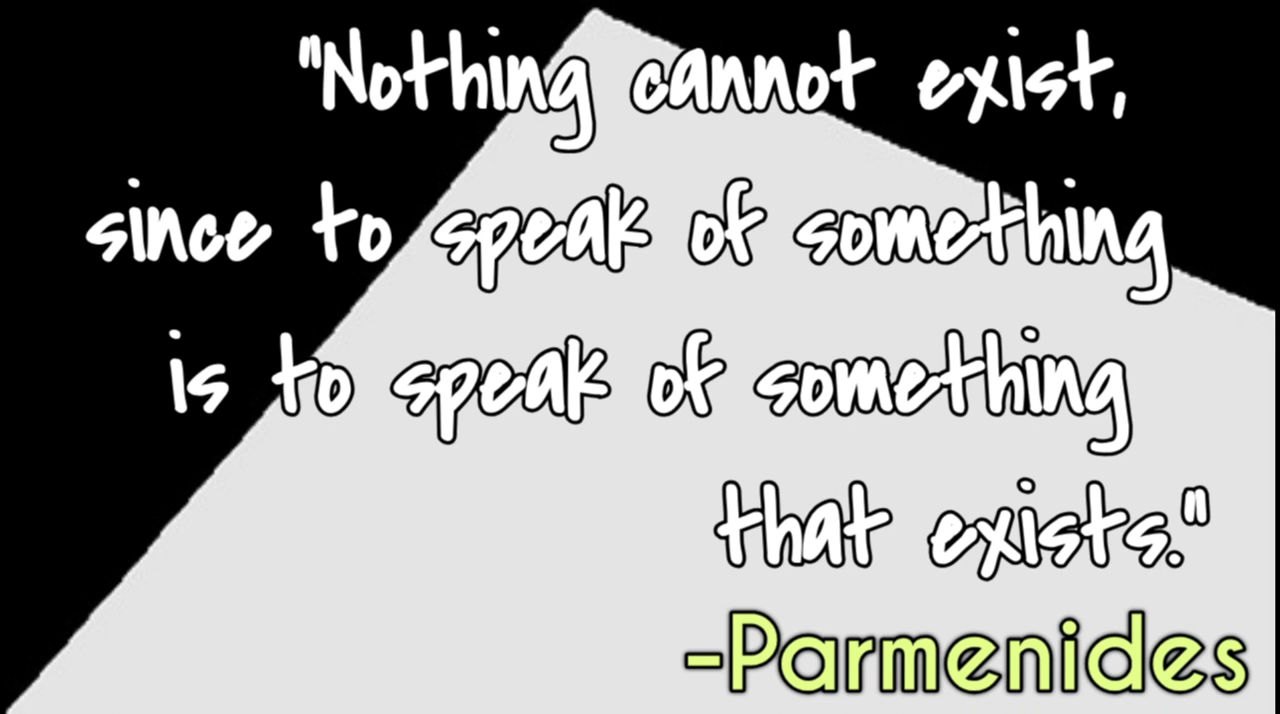 "Nothing cannot exist,
since to speak of something
is to speak of something
that exists."
-Parmenides